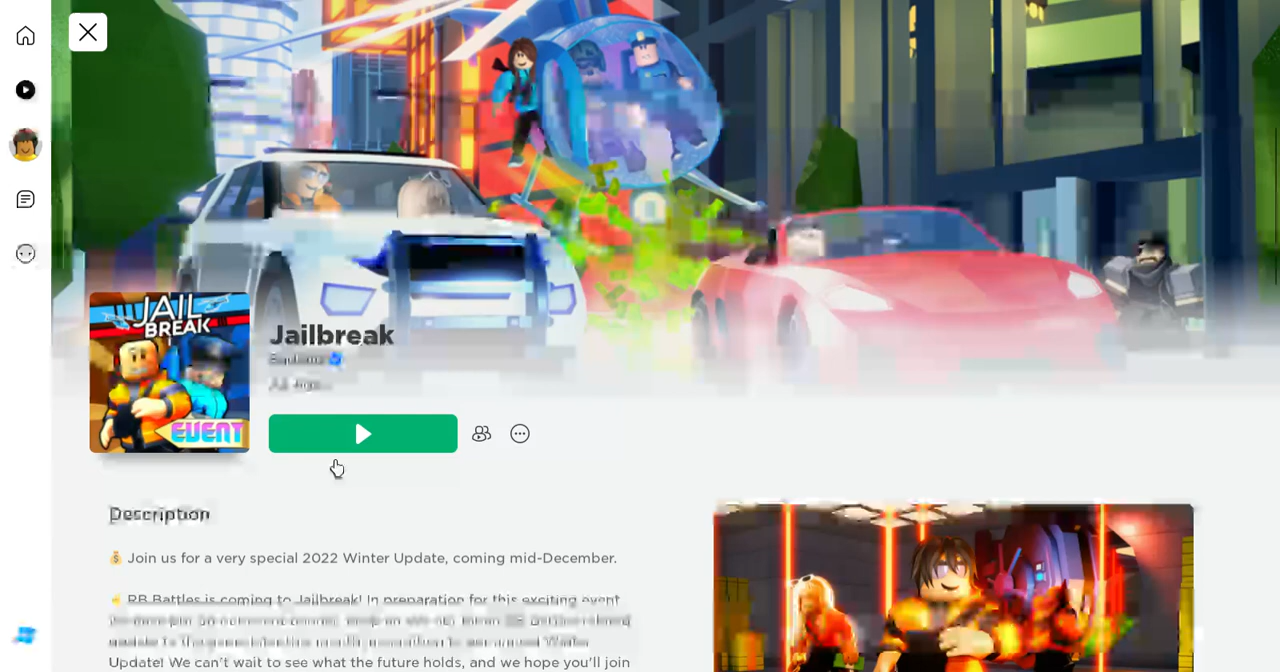 JAIL
BREAK
EVENT
Jailbreak
Description
Join us for a very special 2022 Winter Update, coming mid-December.
RB Battles is coming to Jailbreak! In preparation for this exciting event
Update! We can't wait to see what the future holds, and we hope you'll join